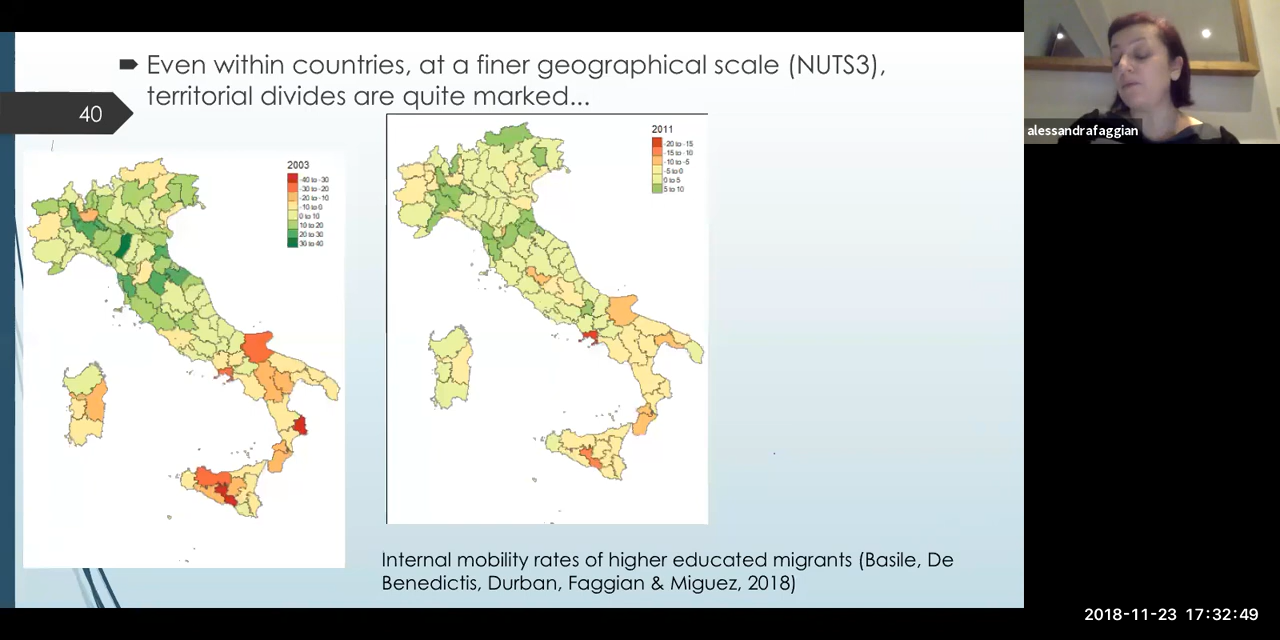 Even within countries, at a finer geographical scale (NUTS3),
territorial divides are quite marked...
40
2003
-40 to -30
-30 to -20
-20 to -10
-10 to 0
0 to 10
10 to 20
20 to 30
30 to 40
2011
-20 to -15
-15 to -10
-10 to -5
-5 to 0
0 to 5
5 to 10
Internal mobility rates of higher educated migrants (Basile, De
Benedictis, Durban, Faggian & Miguez, 2018)
alessandrafaggian
2018-11-23 17:32:49